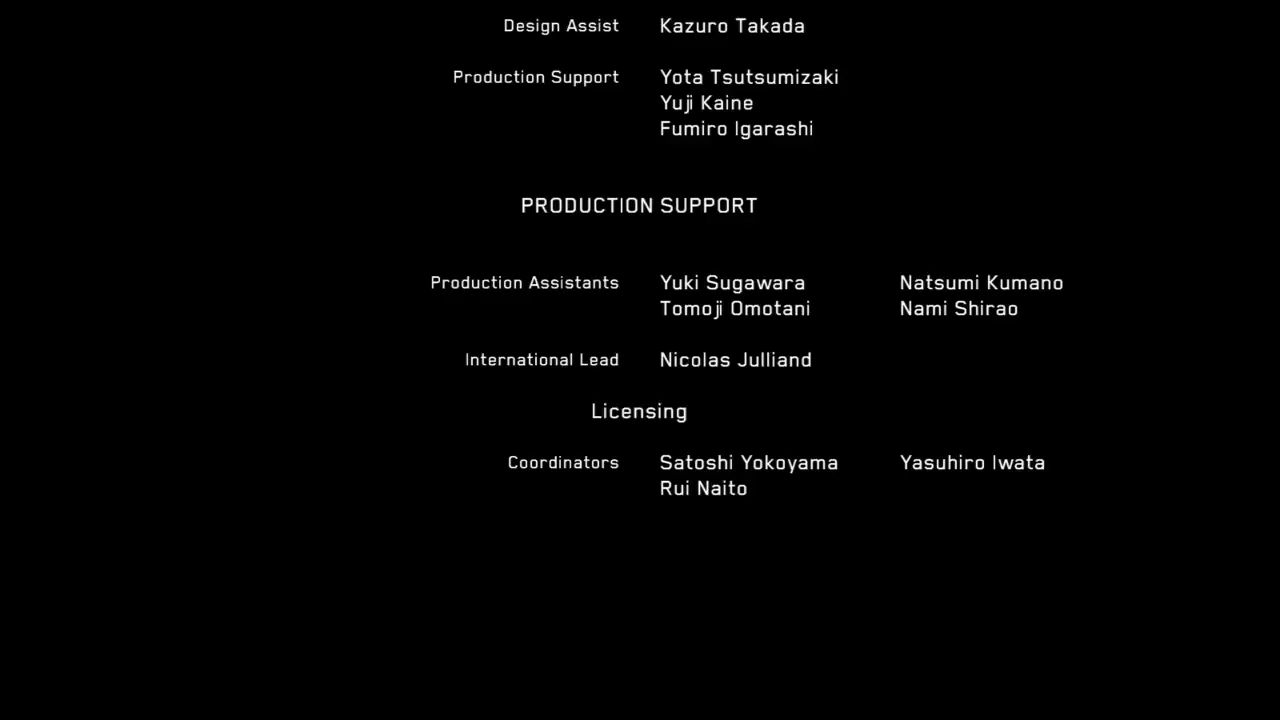 Design Assist Kazuro Takada
Production Support Yota Tsutsumizaki
Yuji Kaine
Fumiro Igarashi
PRODUCTION SUPPORT
Production Assistants Yuki Sugawara Natsumi Kumano
Tomoji Omotani Nami Shirao
International Lead Nicolas Julliand
Licensing
Coordinators Satoshi Yokoyama Yasuhiro Iwata
Rui Naito